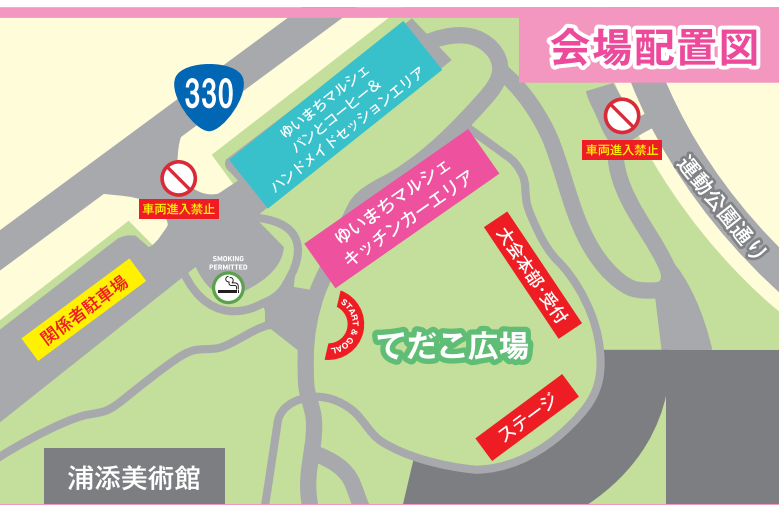 会場配置図
330
ゆいまちマルシェ
パンとコーヒー＆
ハンドメイドセッションエリア
車両進入禁止
車両進入禁止
運動公園通り
ゆいまちマルシェ
キッチンカーエリア
大会本部・受付
SMOKING
PERMITTED
関係者駐車場
START & GOAL
てだこ広場
ステージ
浦添美術館